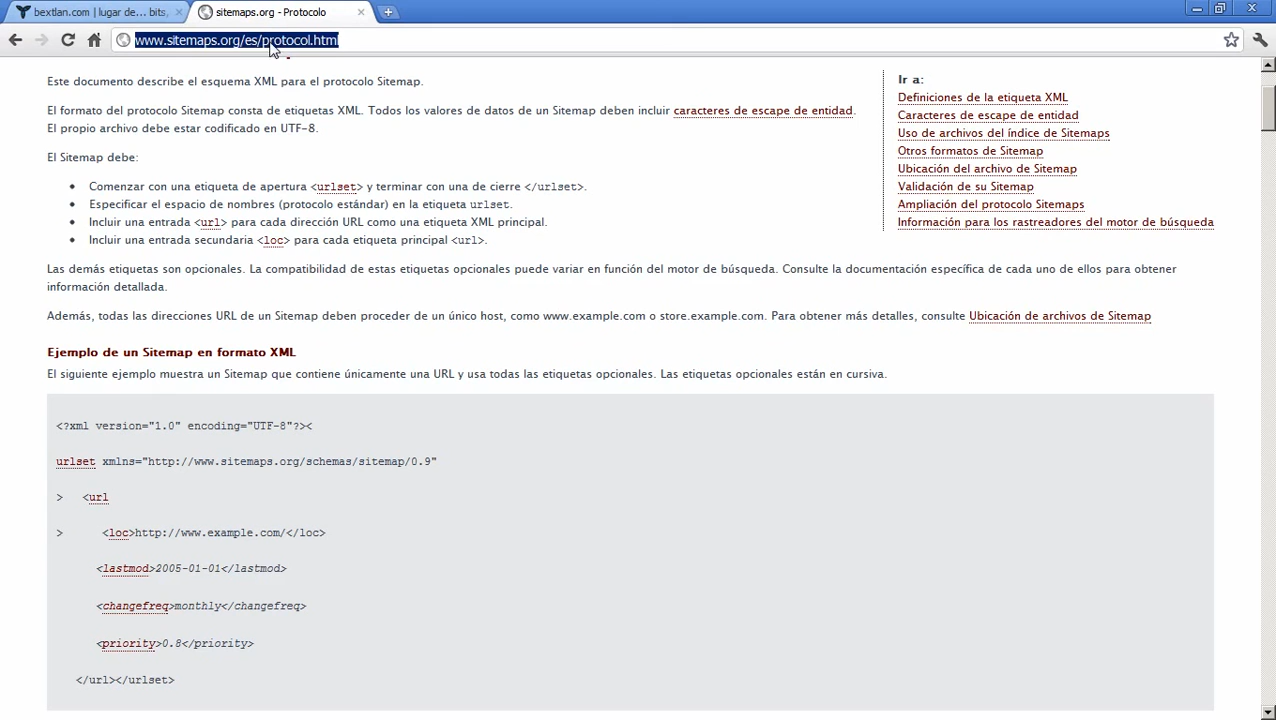 bextlan.com | lugar de... bits,
sitemaps.org - Protocolo
www.sitemaps.org/es/protocol.html
Este documento describe el esquema XML para el protocolo Sitemap.
El formato del protocolo Sitemap consta de etiquetas XML. Todos los valores de datos de un Sitemap deben incluir caracteres de escape de entidad.
El propio archivo debe estar codificado en UTF-8.
El Sitemap debe:
• Comenzar con una etiqueta de apertura <urlset> y terminar con una de cierre </urlset>.
• Especificar el espacio de nombres (protocolo estándar) en la etiqueta urlset.
• Incluir una entrada <url> para cada dirección URL como una etiqueta XML principal.
• Incluir una entrada secundaria <loc> para cada etiqueta principal <url>.
Ir a:
Definiciones de la etiqueta XML
Caracteres de escape de entidad
Uso de archivos del índice de Sitemaps
Otros formatos de Sitemap
Ubicación del archivo de Sitemap
Validación de su Sitemap
Ampliación del protocolo Sitemaps
Información para los rastreadores del motor de búsqueda
Las demás etiquetas son opcionales. La compatibilidad de estas etiquetas opcionales puede variar en función del motor de búsqueda. Consulte la documentación específica de cada uno de ellos para obtener
información detallada.
Además, todas las direcciones URL de un Sitemap deben proceder de un único host, como www.example.com o store.example.com. Para obtener más detalles, consulte Ubicación de archivos de Sitemap
Ejemplo de un Sitemap en formato XML
El siguiente ejemplo muestra un Sitemap que contiene únicamente una URL y usa todas las etiquetas opcionales. Las etiquetas opcionales están en cursiva.
<?xml version="1.0" encoding="UTF-8"?><
urlset xmlns="http://www.sitemaps.org/schemas/sitemap/0.9"
> <url
> <loc>http://www.example.com/</loc>
<lastmod>2005-01-01</lastmod>
<changefreq>monthly</changefreq>
<priority>0.8</priority>
</url></urlset>